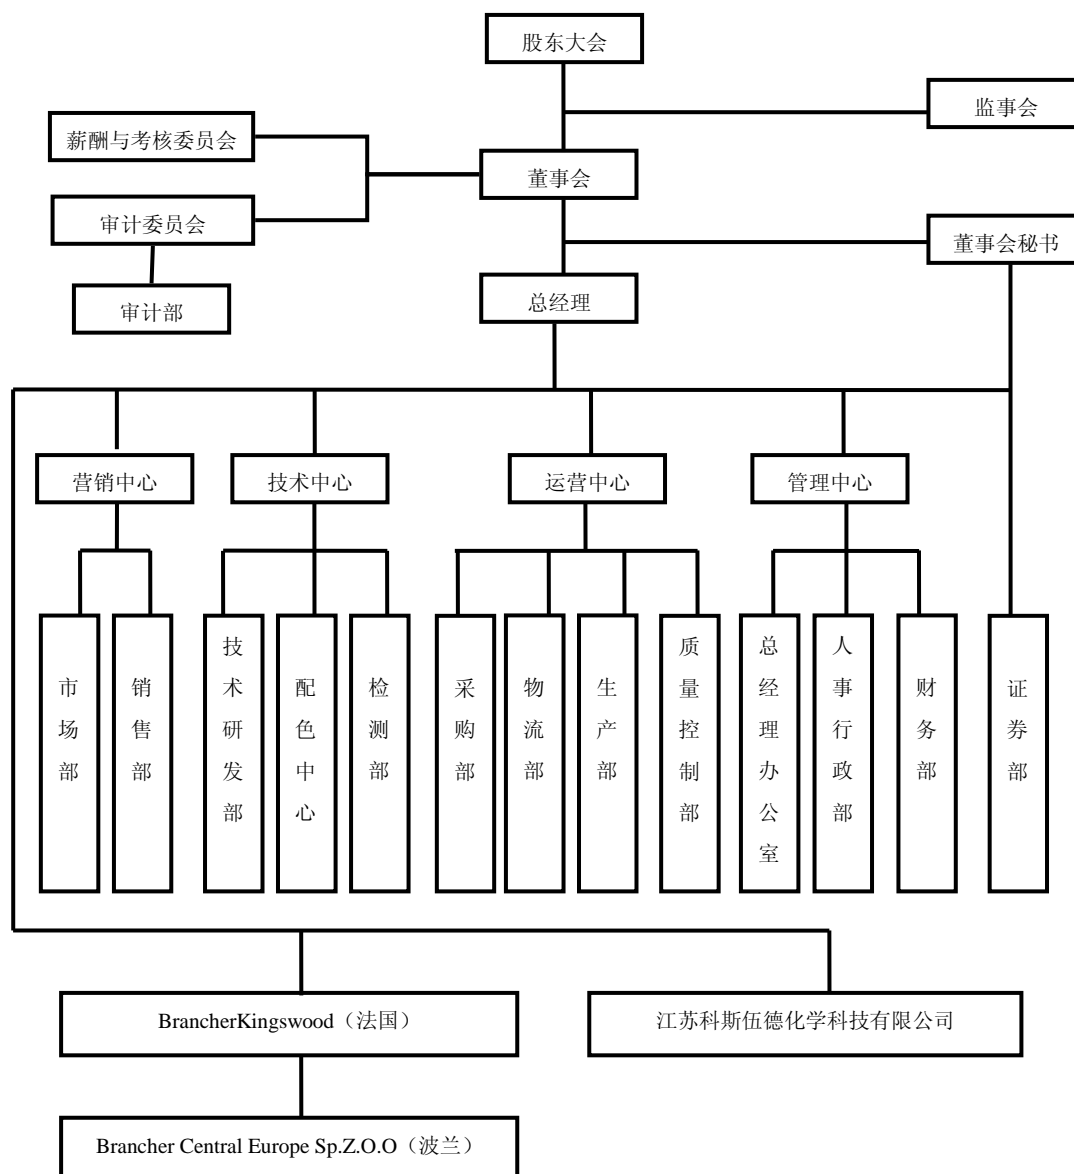 股东大会
监事会
薪酬与考核委员会
董事会
审计委员会
董事会秘书
审计部
总经理
营销中心
技术中心
运营中心
管理中心
市场部
销售部
技术研发部
配色中心
检测部
采购部
物流部
生产部
质量控制部
总经理办公室
人事行政部
财务部
证券部
BrancherKingswood（法国）
江苏科斯伍德化学科技有限公司
Brancher Central Europe Sp.Z.O.O（波兰）